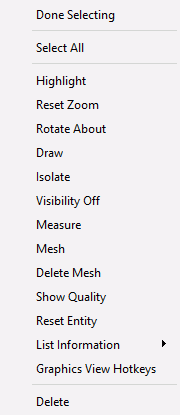 Done Selecting
Select All
Highlight
Reset Zoom
Rotate About
Draw
Isolate
Visibility Off
Measure
Mesh
Delete Mesh
Show Quality
Reset Entity
List Information
Graphics View Hotkeys
Delete